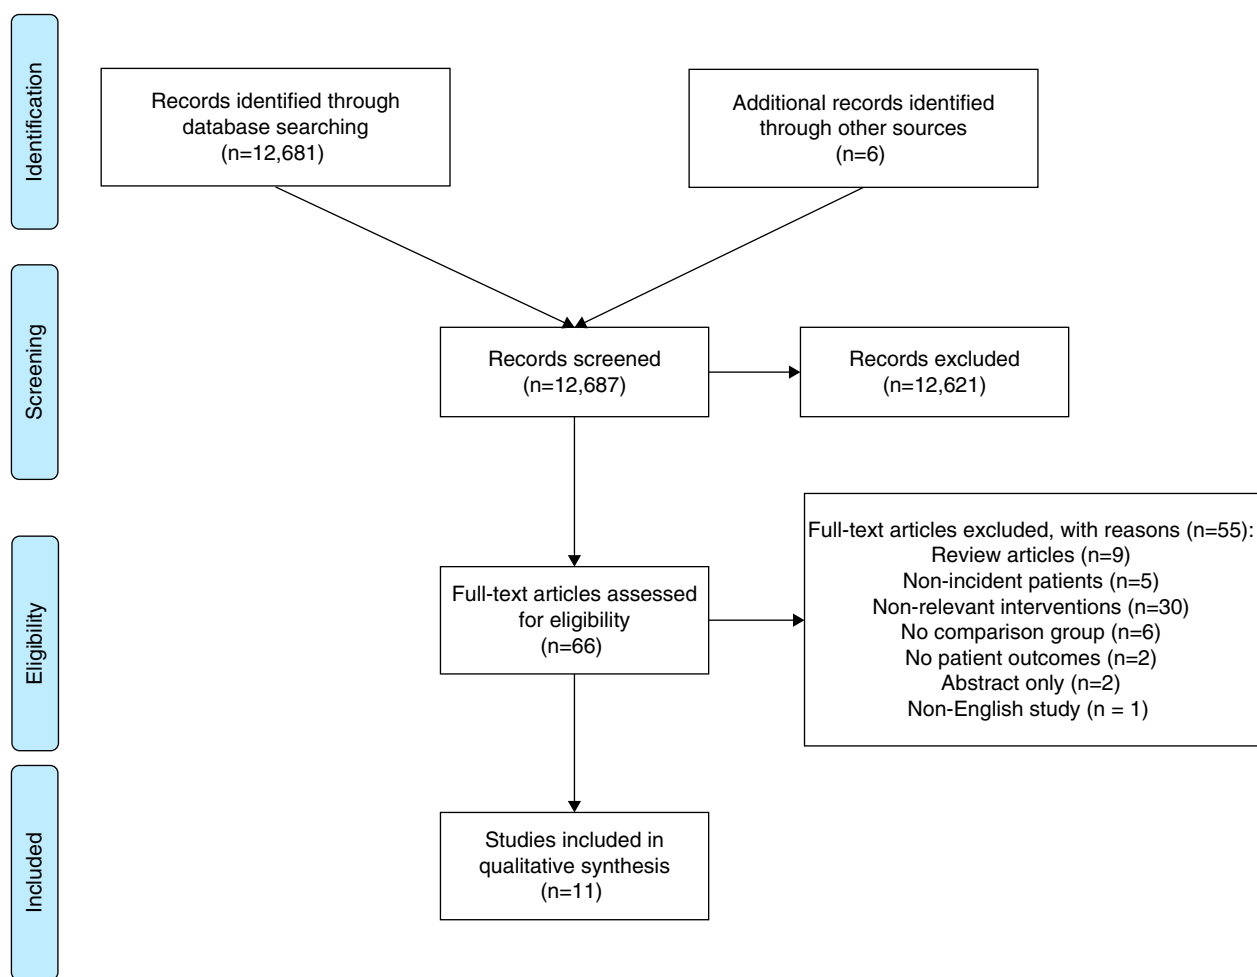 Identification
Records identified through
database searching
(n=12,681)
Additional records identified
through other sources
(n=6)
Screening
Records screened
(n=12,687)
Records excluded
(n=12,621)
Eligibility
Full-text articles assessed
for eligibility
(n=66)
Full-text articles excluded, with reasons (n=55):
Review articles (n=9)
Non-incident patients (n=5)
Non-relevant interventions (n=30)
No comparison group (n=6)
No patient outcomes (n=2)
Abstract only (n=2)
Non-English study (n = 1)
Included
Studies included in
qualitative synthesis
(n=11)